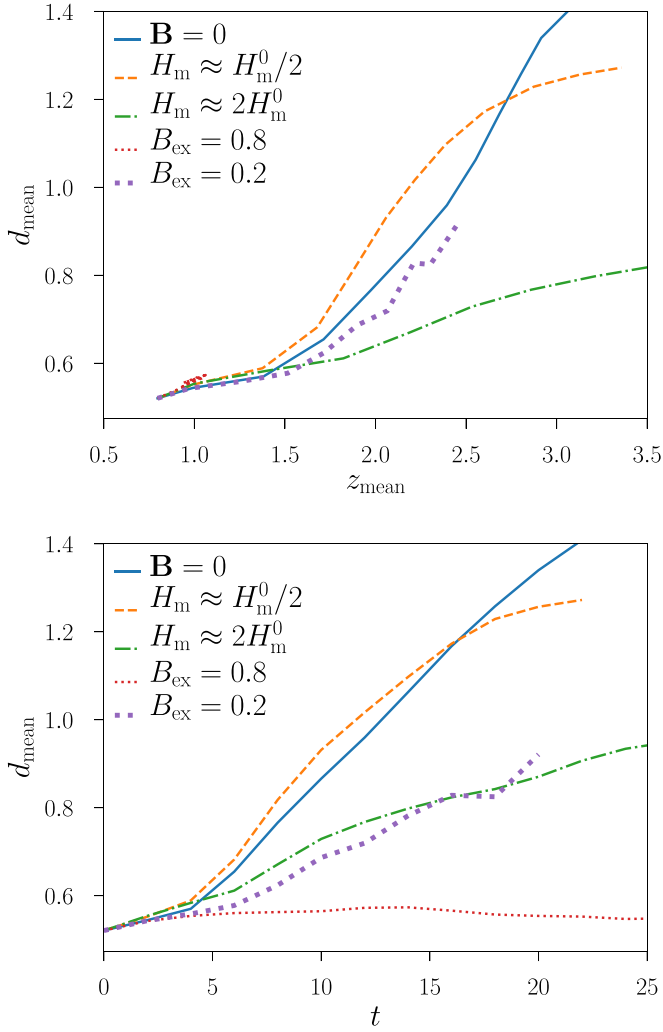 1.4
1.2
1.0
0.8
0.6
d_mean
B = 0
H_m ≈ H_m^0/2
H_m ≈ 2H_m^0
B_ex = 0.8
B_ex = 0.2
0.5 1.0 1.5 2.0 2.5 3.0 3.5
z_mean
1.4
1.2
1.0
0.8
0.6
d_mean
B = 0
H_m ≈ H_m^0/2
H_m ≈ 2H_m^0
B_ex = 0.8
B_ex = 0.2
0 5 10 15 20 25
t